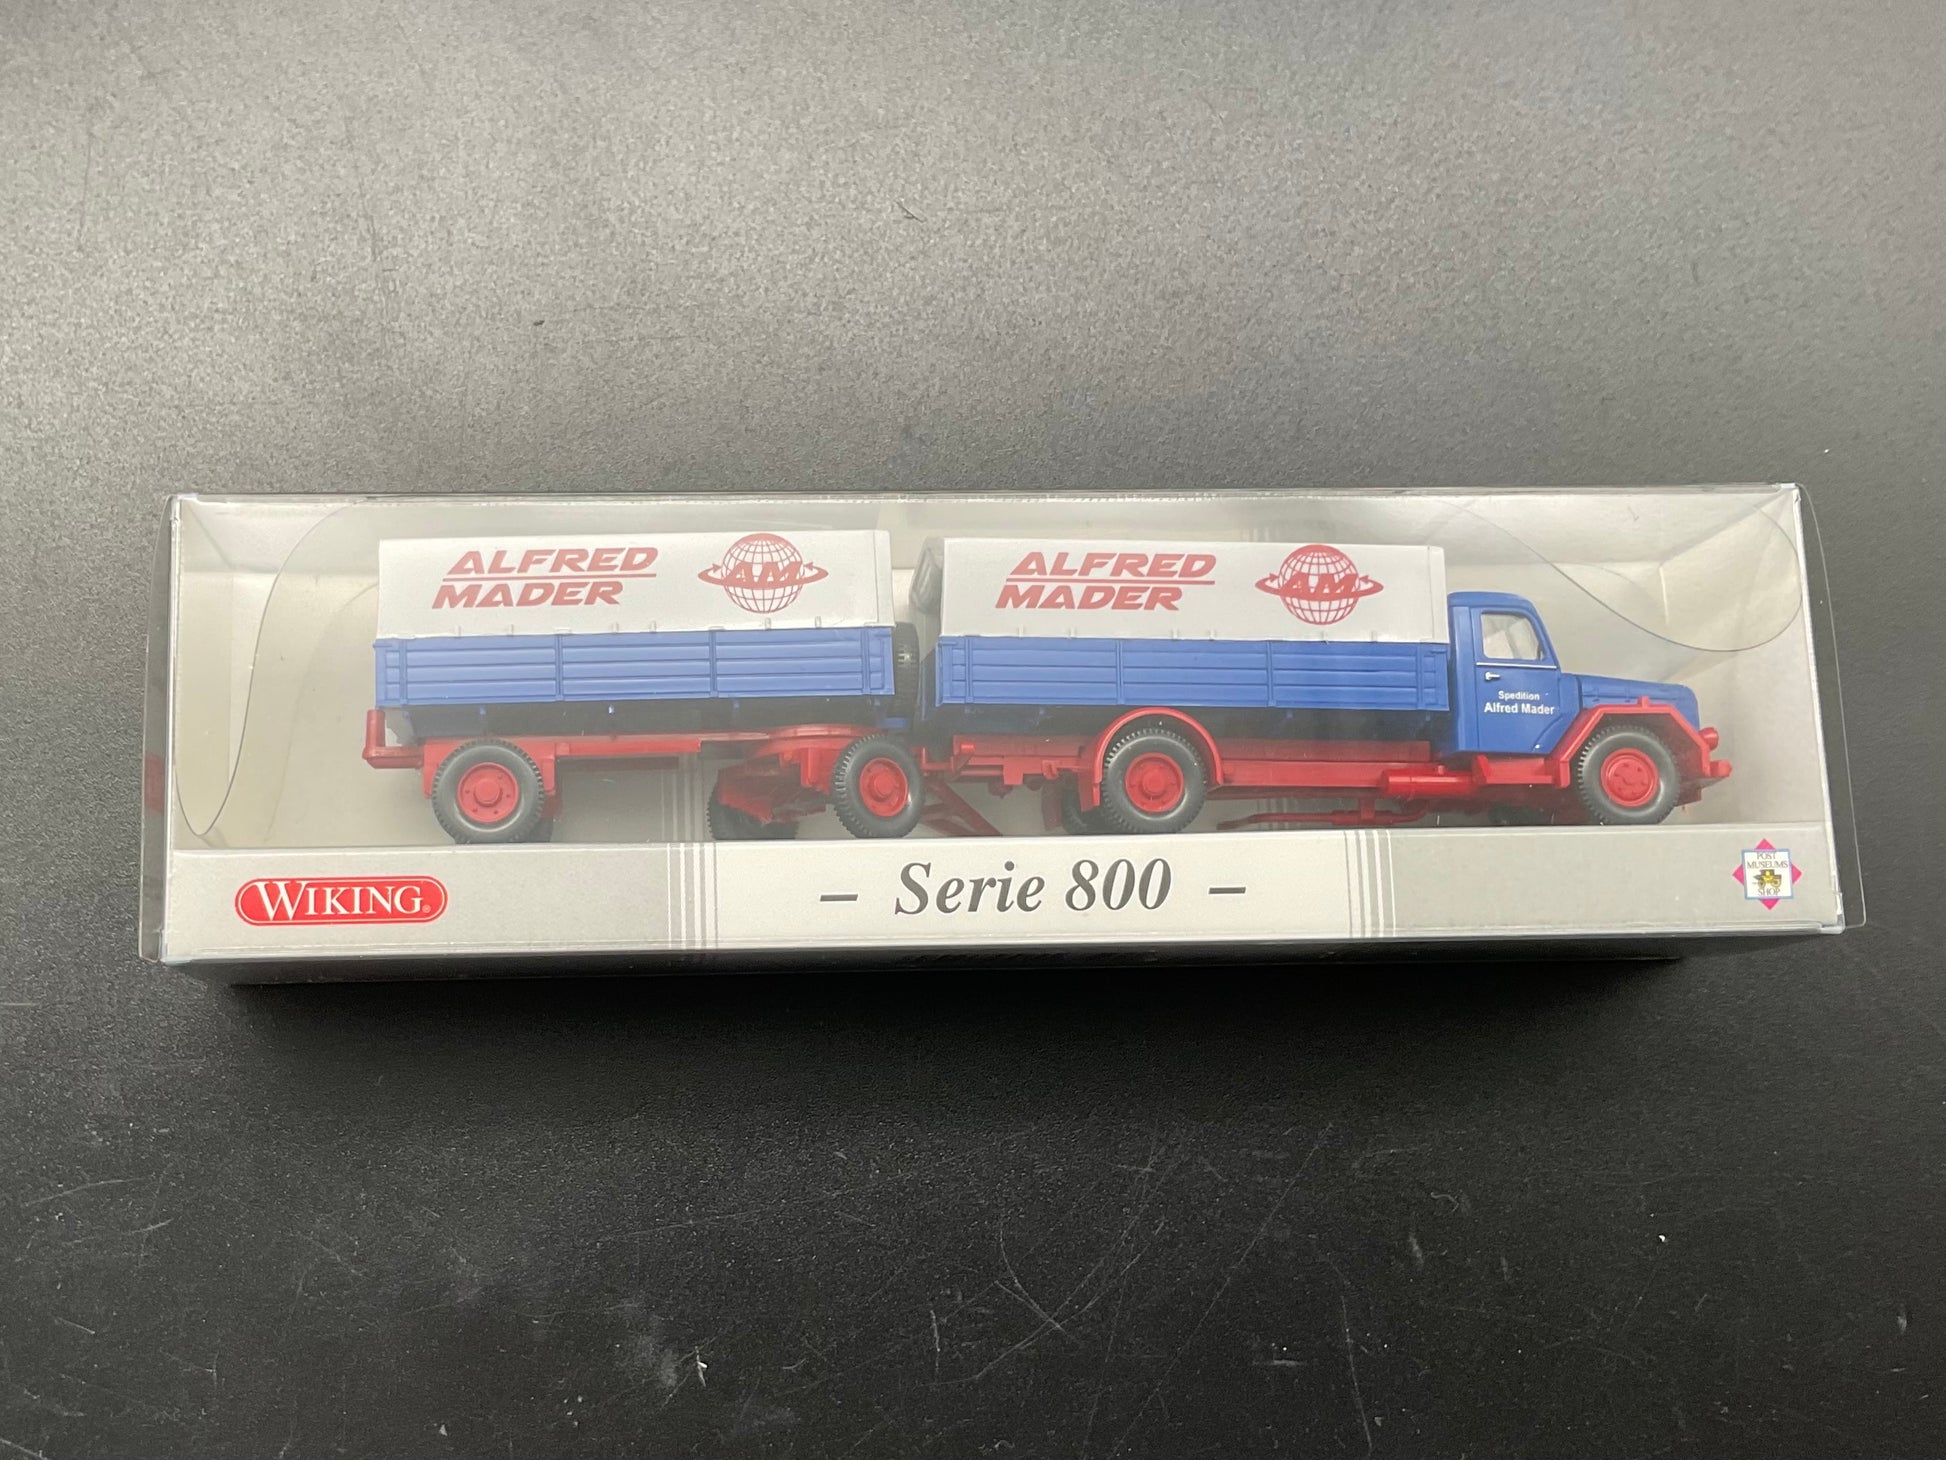 ALFRED
MADER
AM
ALFRED
MADER
AM
Spedition
Alfred Mader
WIKING®
– Serie 800 –
POST
MUSEUMS
SHOP